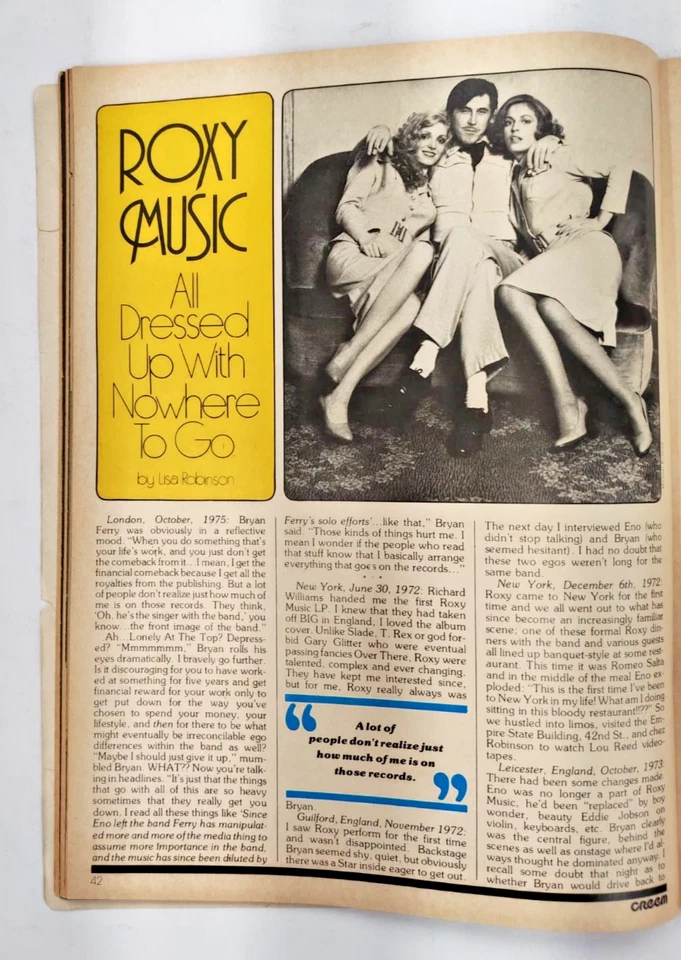 ROXY
MUSIC
All
Dressed
Up With
Nowhere
To Go
by Lisa Robinson
London, October, 1975: Bryan
Ferry was obviously in a reflective
mood. "When you do something that's
your life's work, and you just don't get
the comeback from it...I mean, I get the
financial comeback because I get all the
royalties from the publishing. But a lot
of people don't realize just how much of
me is on those records. They think,
'Oh, he's the singer with the band,' you
know...the front image of the band."
Ah...Lonely At The Top? Depress-
ed? "Mmmmmmm," Bryan rolls his
eyes dramatically. I bravely go further.
Is it discouraging for you to have work-
ed at something for five years and get
financial reward for your work only to
get put down for the way you've
chosen to spend your money, your
lifestyle, and then for there to be what
might eventually be irreconcilable ego
differences within the band as well?
"Maybe I should just give it up," mum-
bled Bryan. WHAT?? Now you're talk-
ing in headlines. "It's just that the things
that go with all of this are so heavy
sometimes that they really get you
down. I read all these things like 'Since
Eno left the band Ferry has manipulat-
ed more and more of the media thing to
assume more importance in the band,
and the music has since been diluted by
Ferry's solo efforts'...like that," Bryan
said. "Those kinds of things hurt me. I
mean I wonder if the people who read
that stuff know that I basically arrange
everything that goes on the records..."
* * *
New York, June 30, 1972: Richard
Williams handed me the first Roxy
Music LP. I knew that they had taken
off BIG in England, I loved the album
cover. Unlike Slade, T. Rex or god for-
bid Gary Glitter who were eventual
passing fancies Over There, Roxy were
talented, complex and ever changing.
They have kept me interested since,
but for me, Roxy really always was
"A lot of
people don't realize just
how much of me is on
those records."
Bryan.
Guilford, England, November 1972:
I saw Roxy perform for the first time
and wasn't disappointed. Backstage
Bryan seemed shy, quiet, but obviously
there was a Star inside eager to get out.
The next day I interviewed Eno (who
didn't stop talking) and Bryan (who
seemed hesitant). I had no doubt that
these two egos weren't long for the
same band.
New York, December 6th, 1972:
Roxy came to New York for the first
time and we all went out to what has
since become an increasingly familiar
scene; one of these formal Roxy din-
ners with the band and various guests
all lined up banquet-style at some rest-
aurant. This time it was Romeo Salta
and in the middle of the meal Eno ex-
ploded: "This is the first time I've been
to New York in my life! What am I doing
sitting in this bloody restaurant!!??" So
we hustled into limos, visited the Em-
pire State Building, 42nd St., and chez
Robinson to watch Lou Reed video-
tapes.
Leicester, England, October, 1973:
There had been some changes made.
Eno was no longer a part of Roxy
Music, he'd been "replaced" by boy
wonder, beauty Eddie Jobson on
violin, keyboards, etc. Bryan clearly
was the central figure, behind the
scenes as well as onstage where I'd al-
ways thought he dominated anyway. I
recall some doubt that night as to
whether Bryan would drive back to
42
CREEM